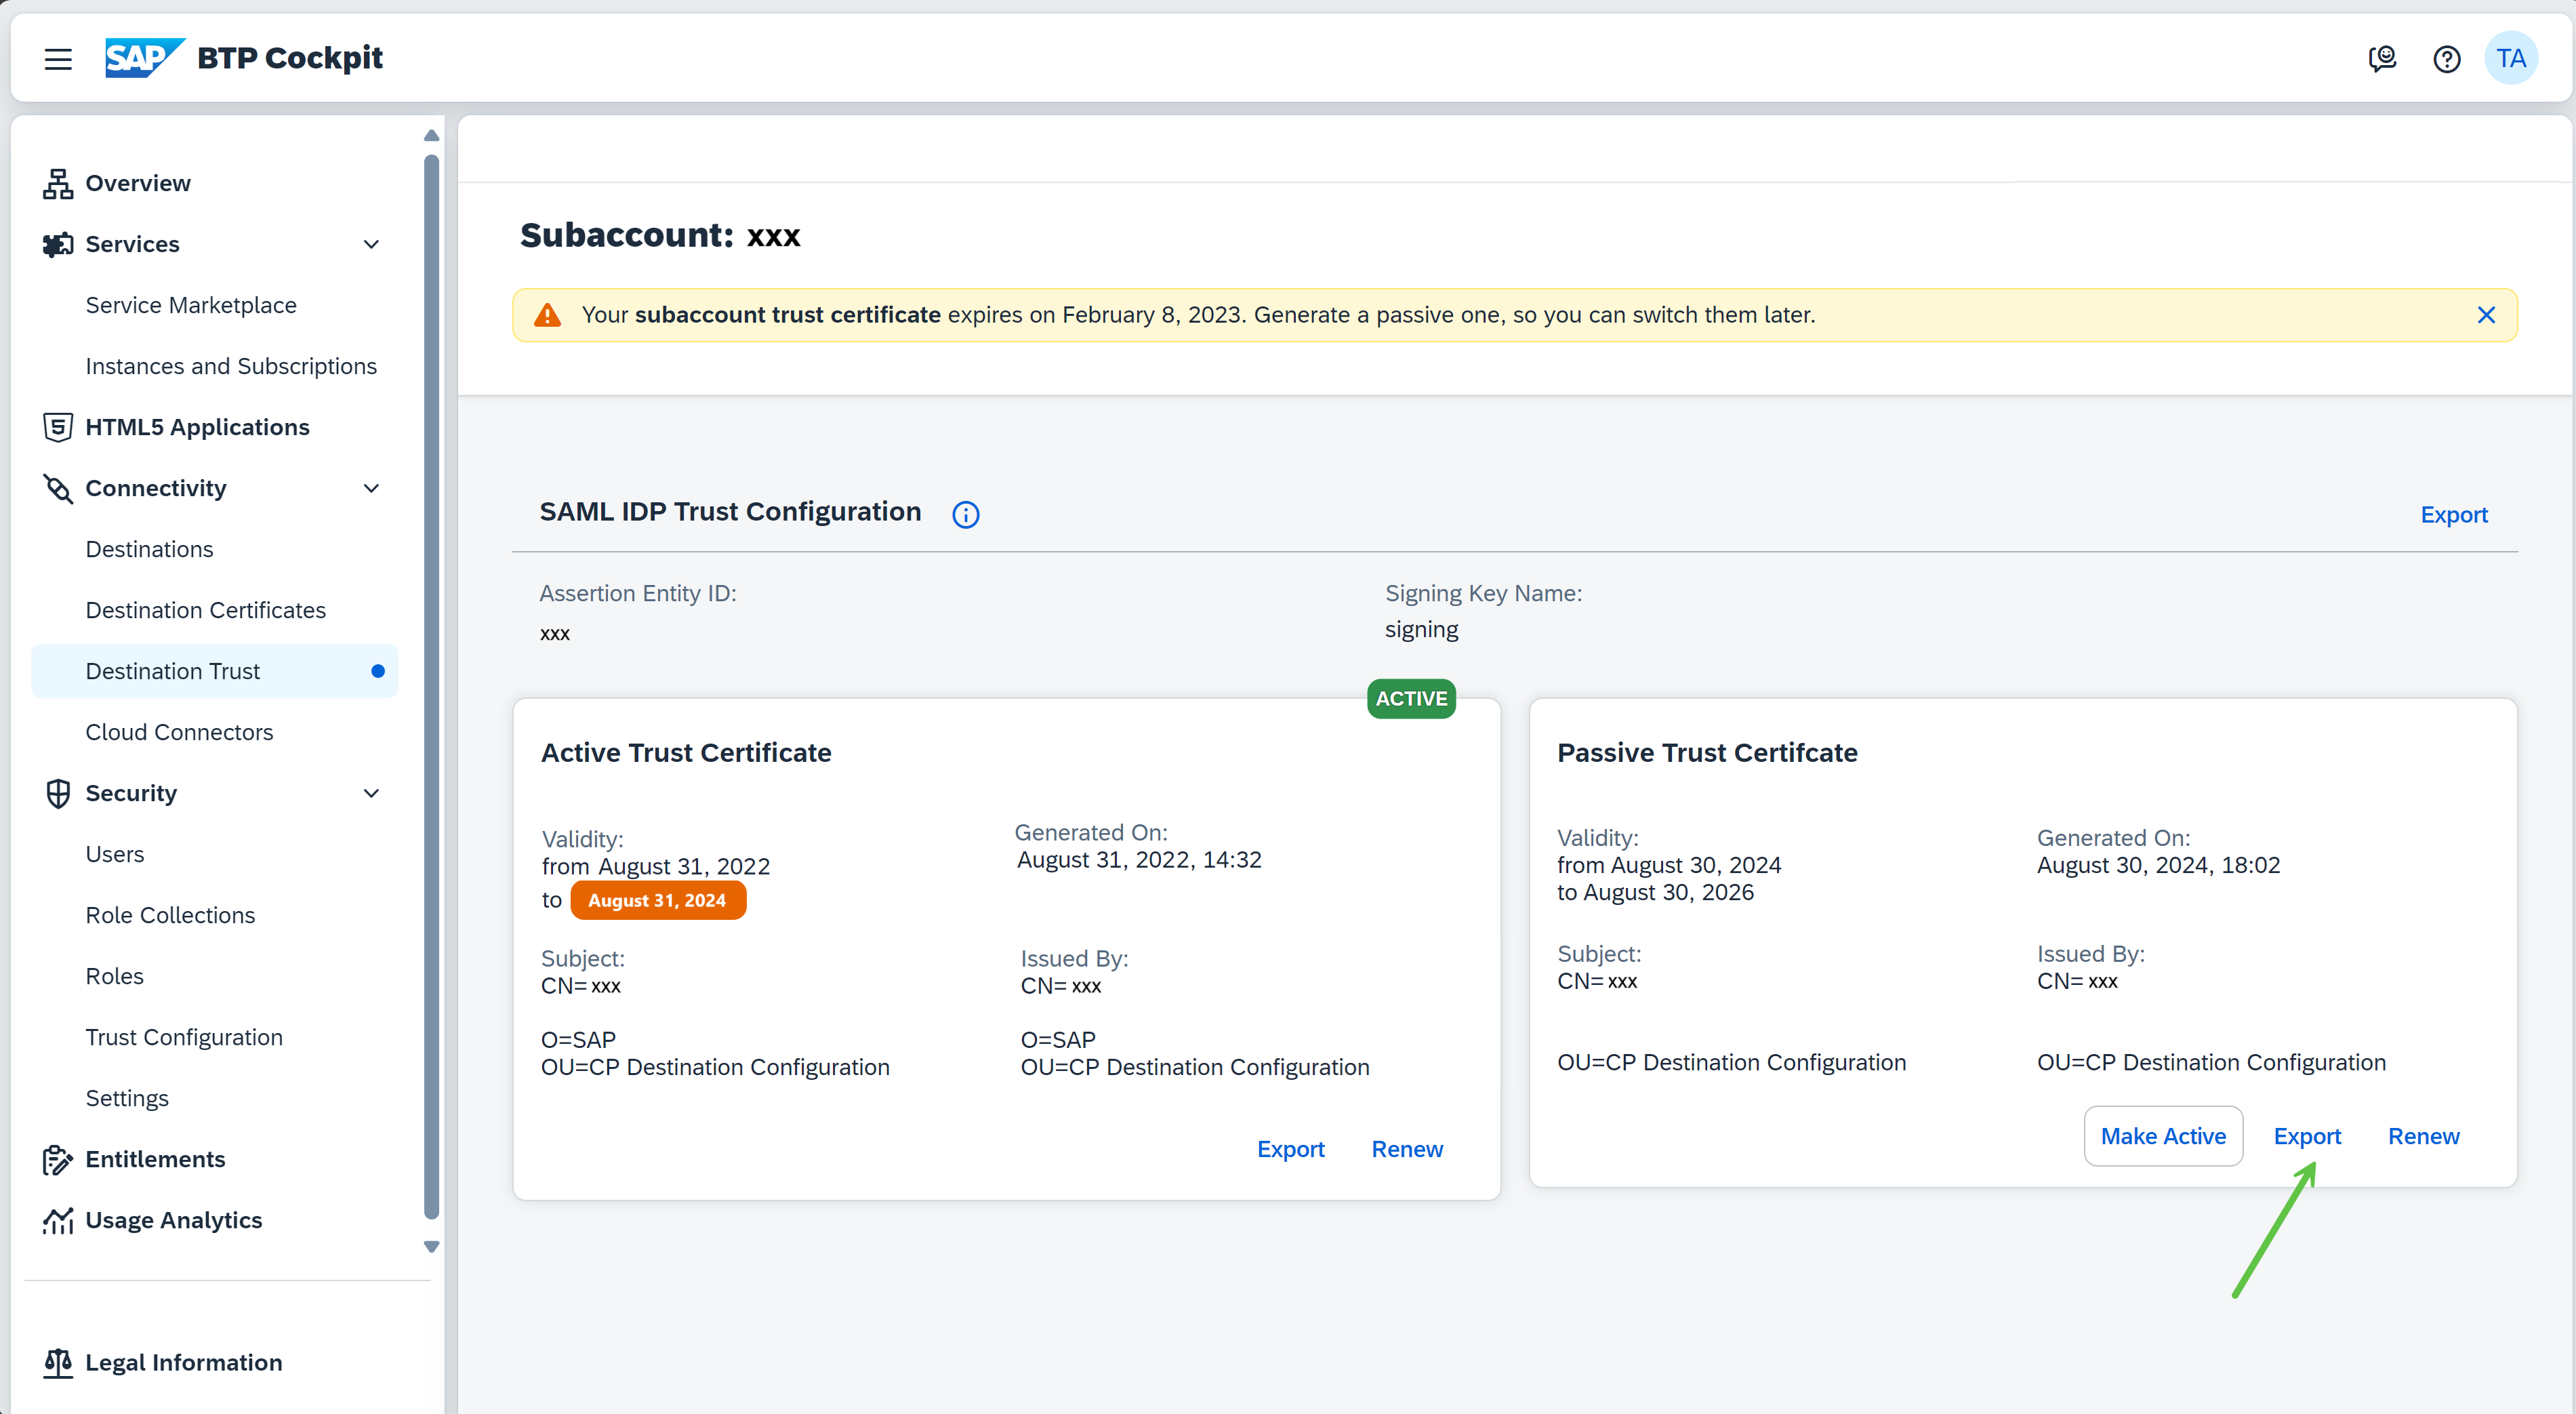 SAP BTP Cockpit
TA
Overview
Services
Service Marketplace
Instances and Subscriptions
HTML5 Applications
Connectivity
Destinations
Destination Certificates
Destination Trust
Cloud Connectors
Security
Users
Role Collections
Roles
Trust Configuration
Settings
Entitlements
Usage Analytics
Legal Information
Subaccount: xxx
Your subaccount trust certificate expires on February 8, 2023. Generate a passive one, so you can switch them later.
SAML IDP Trust Configuration
Export
Assertion Entity ID:
xxx
Signing Key Name:
signing
ACTIVE
Active Trust Certificate
Validity:
from August 31, 2022
to August 31, 2024
Generated On:
August 31, 2022, 14:32
Subject:
CN= xxx
O=SAP
OU=CP Destination Configuration
Issued By:
CN= xxx
O=SAP
OU=CP Destination Configuration
Export Renew
Passive Trust Certifcate
Validity:
from August 30, 2024
to August 30, 2026
Generated On:
August 30, 2024, 18:02
Subject:
CN= xxx
OU=CP Destination Configuration
Issued By:
CN= xxx
OU=CP Destination Configuration
Make Active Export Renew